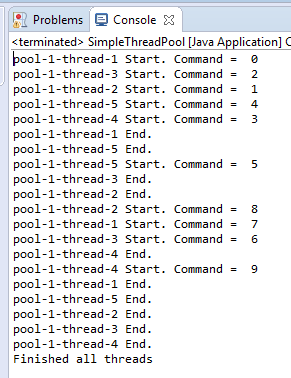 Problems Console
<terminated> SimpleThreadPool [Java Application] C
pool-1-thread-1 Start. Command =  0
pool-1-thread-3 Start. Command =  2
pool-1-thread-2 Start. Command =  1
pool-1-thread-5 Start. Command =  4
pool-1-thread-4 Start. Command =  3
pool-1-thread-1 End.
pool-1-thread-5 End.
pool-1-thread-5 Start. Command =  5
pool-1-thread-3 End.
pool-1-thread-2 End.
pool-1-thread-2 Start. Command =  8
pool-1-thread-1 Start. Command =  7
pool-1-thread-3 Start. Command =  6
pool-1-thread-4 End.
pool-1-thread-4 Start. Command =  9
pool-1-thread-1 End.
pool-1-thread-5 End.
pool-1-thread-2 End.
pool-1-thread-3 End.
pool-1-thread-4 End.
Finished all threads